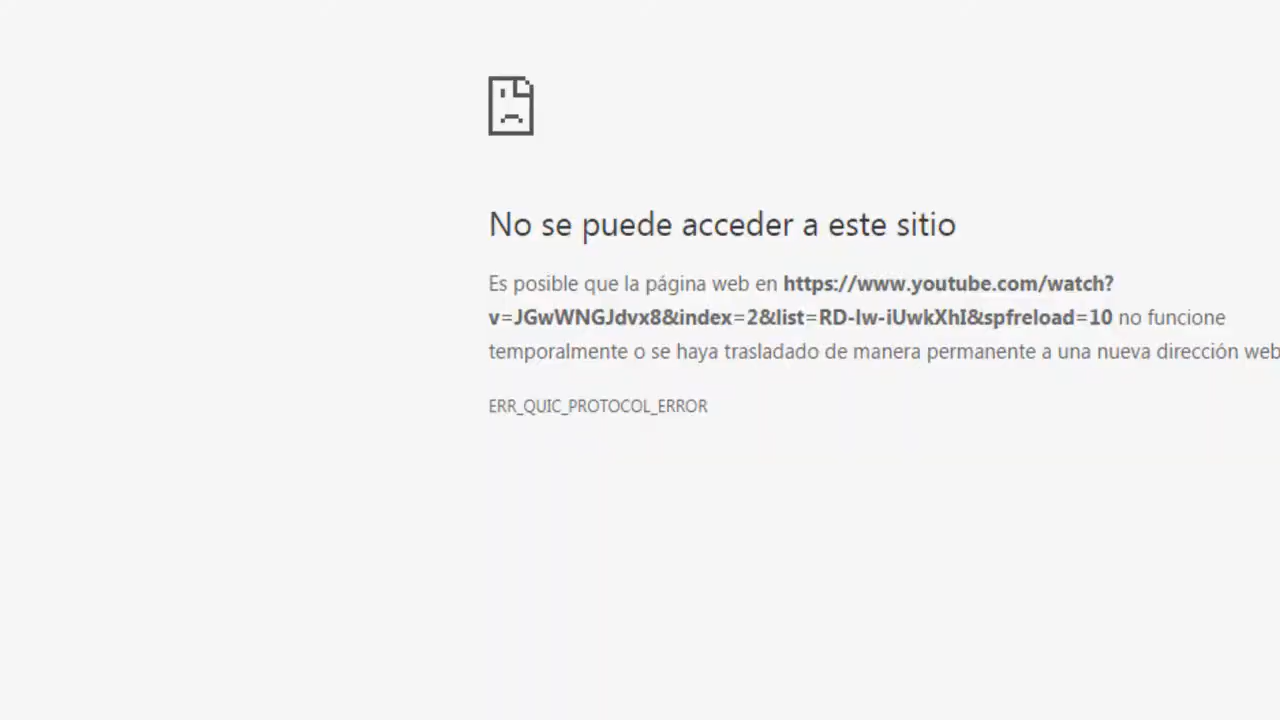 No se puede acceder a este sitio
Es posible que la página web en https://www.youtube.com/watch?
v=JGwWNGJdvx8&index=2&list=RD-lw-iUwkXhI&spfreload=10 no funcione
temporalmente o se haya trasladado de manera permanente a una nueva dirección web
ERR_QUIC_PROTOCOL_ERROR